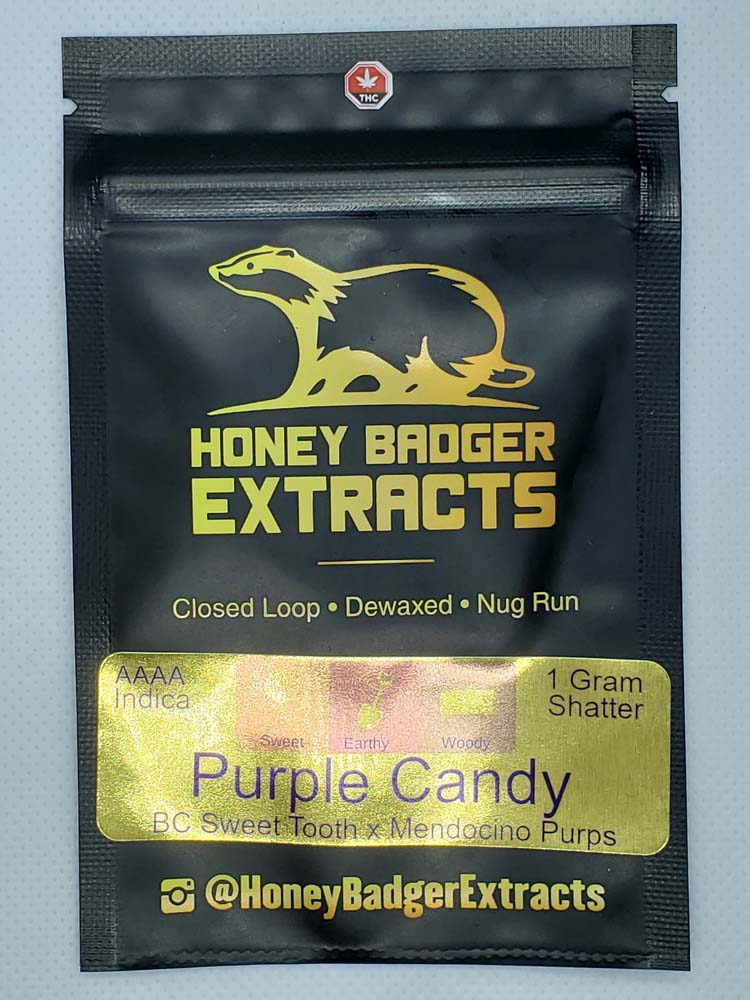 THC
HONEY BADGER
EXTRACTS
Closed Loop • Dewaxed • Nug Run
AAAA
Indica
Sweet
Earthy
Woody
1 Gram
Shatter
Purple Candy
BC Sweet Tooth x Mendocino Purps
@HoneyBadgerExtracts